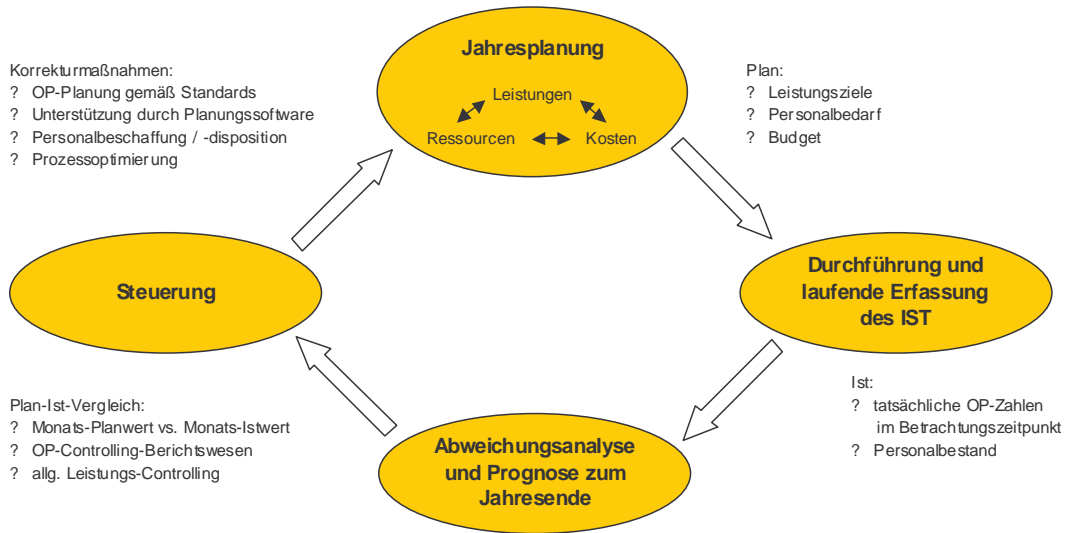 Jahresplanung
Leistungen
Ressourcen
Kosten
Korrekturmaßnahmen:
? OP-Planung gemäß Standards
? Unterstützung durch Planungssoftware
? Personalbeschaffung / -disposition
? Prozessoptimierung
Plan:
? Leistungsziele
? Personalbedarf
? Budget
Steuerung
Durchführung und
laufende Erfassung
des IST
Plan-Ist-Vergleich:
? Monats-Planwert vs. Monats-Istwert
? OP-Controlling-Berichtswesen
? allg. Leistungs-Controlling
Ist:
? tatsächliche OP-Zahlen
im Betrachtungszeitpunkt
? Personalbestand
Abweichungsanalyse
und Prognose zum
Jahresende